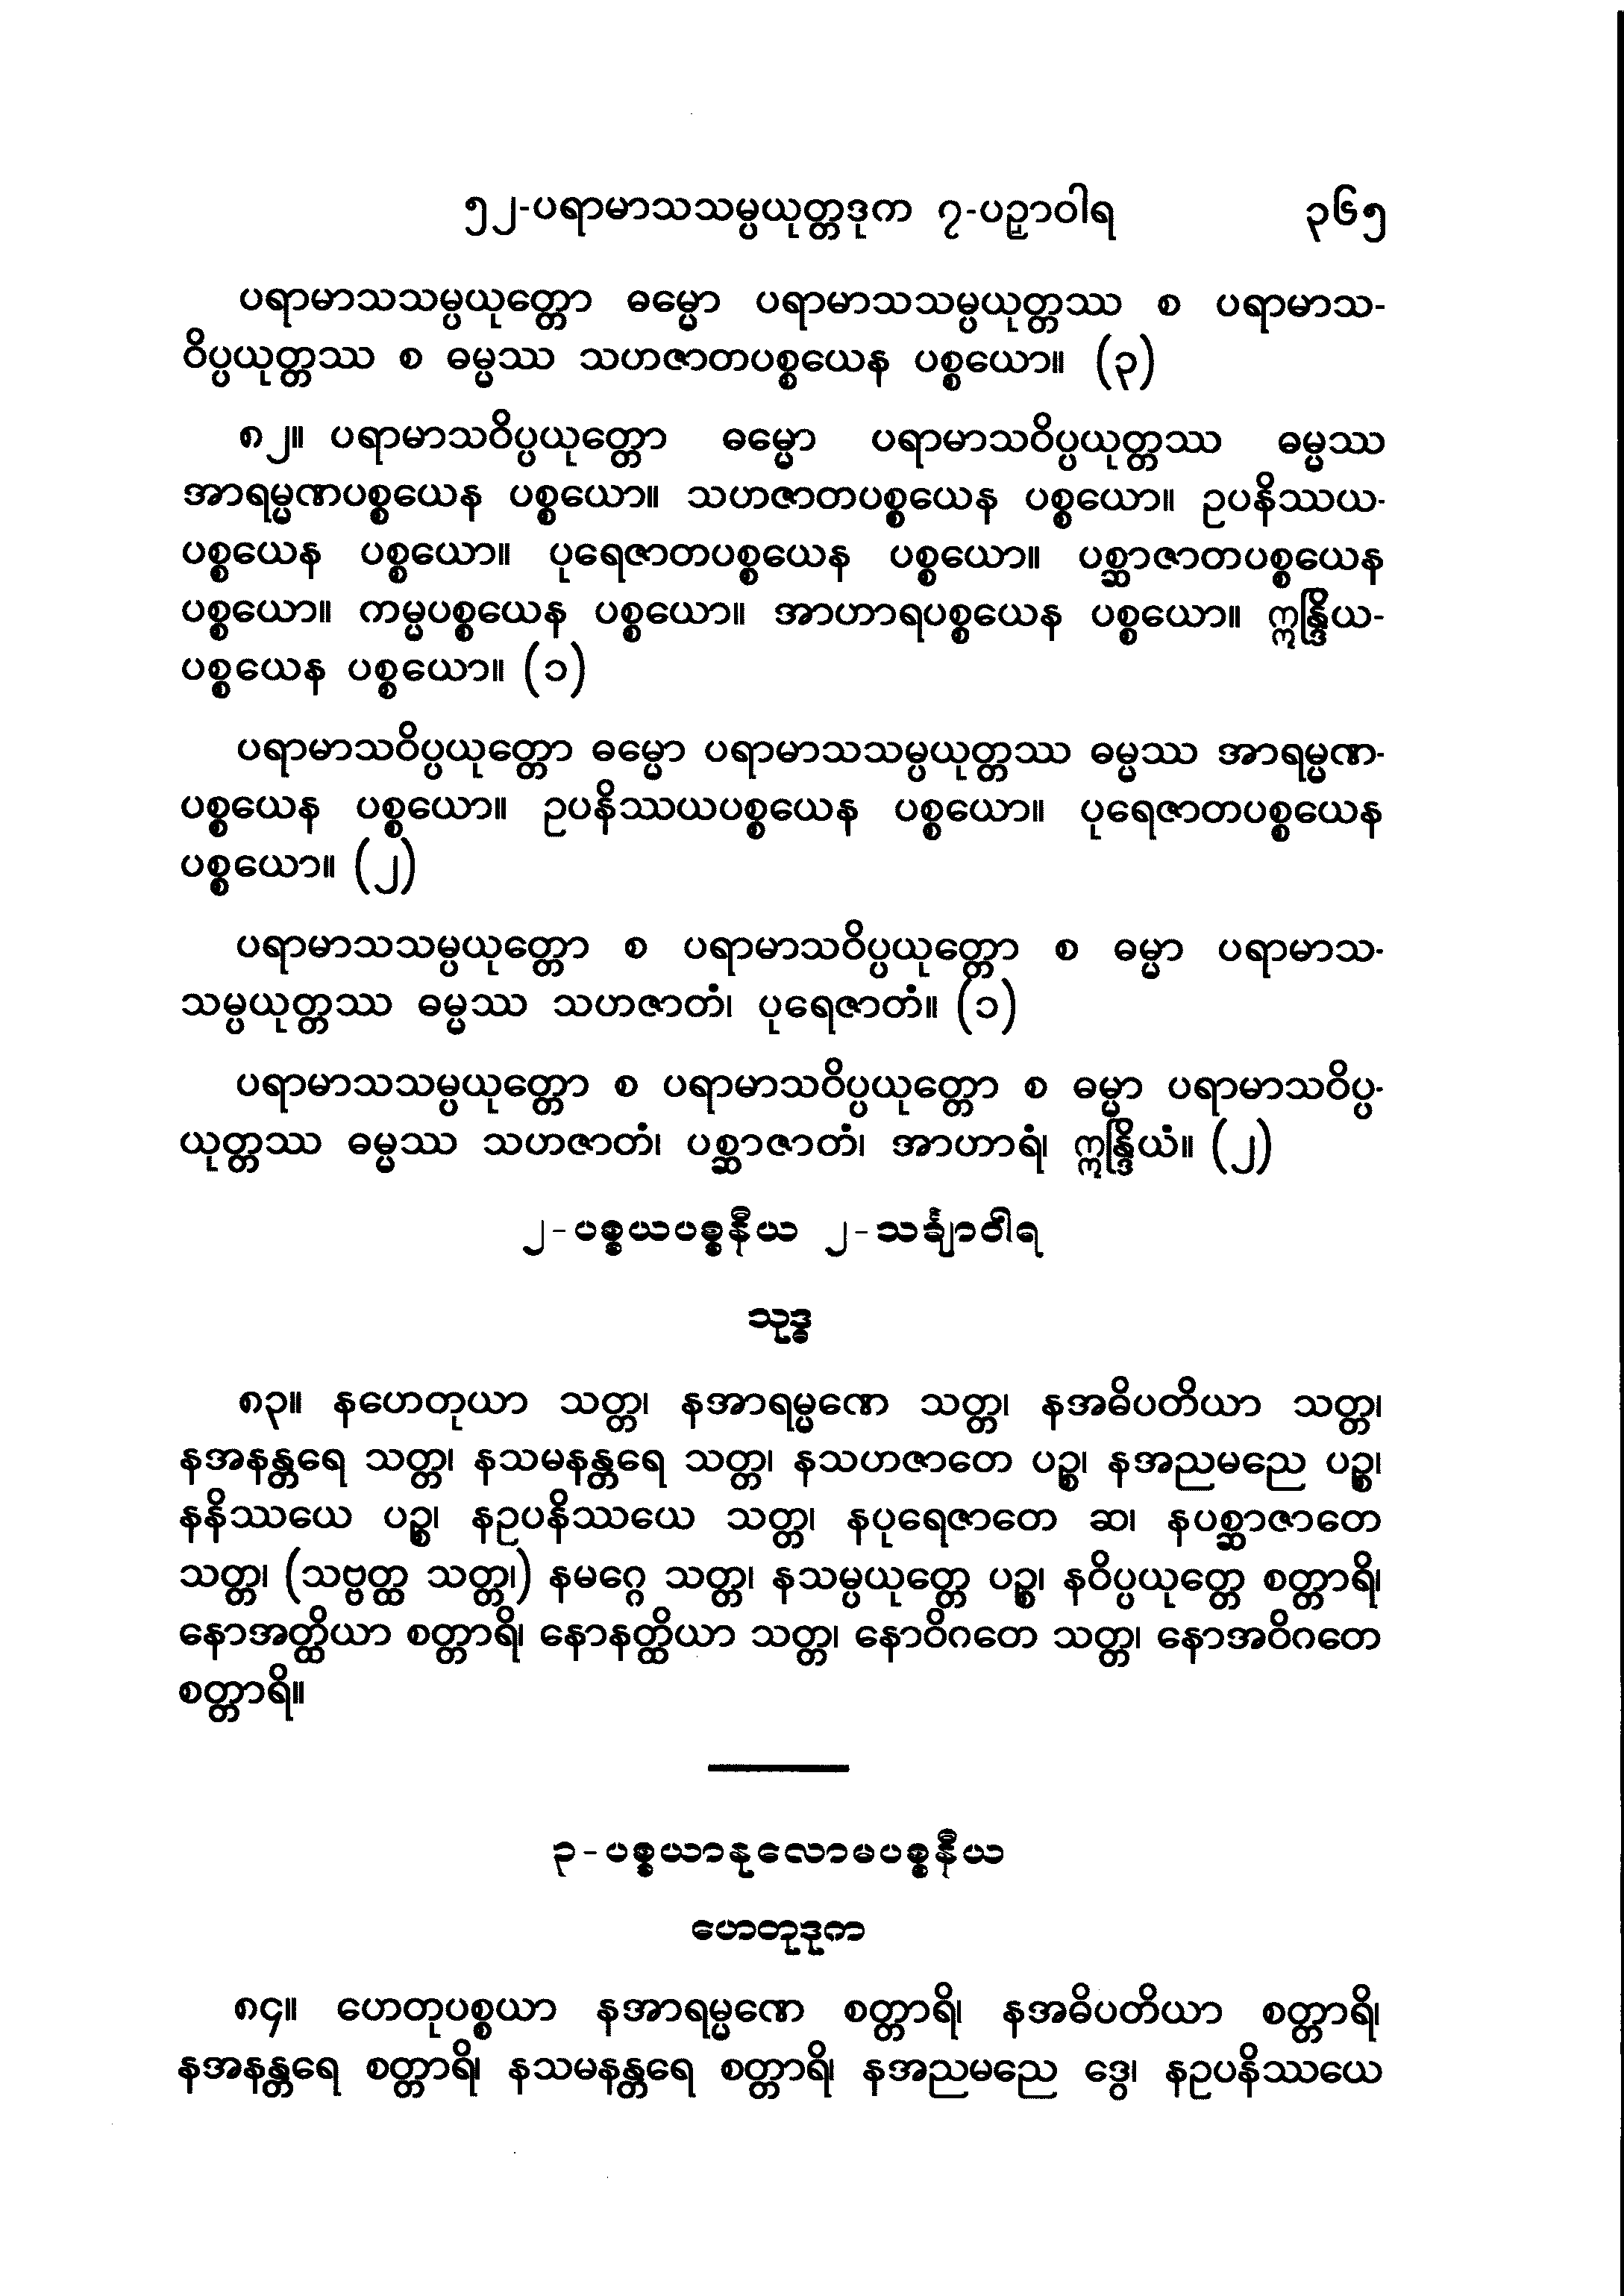 ၅၂-ပရာမာသသမ္ပယုတ္တဒုက ၇-ပဉှာဝါရ ၃၆၅
ပရာမာသသမ္ပယုတ္တော ဓမ္မော ပရာမာသသမ္ပယုတ္တဿ စ ပရာမာသ-
ဝိပ္ပယုတ္တဿ စ ဓမ္မဿ သဟဇာတပစ္စယေန ပစ္စယော။ (၃)
၈၂။ ပရာမာသဝိပ္ပယုတ္တော ဓမ္မော ပရာမာသဝိပ္ပယုတ္တဿ ဓမ္မဿ
အာရမ္မဏပစ္စယေန ပစ္စယော။ သဟဇာတပစ္စယေန ပစ္စယော။ ဥပနိဿယ-
ပစ္စယေန ပစ္စယော။ ပုရေဇာတပစ္စယေန ပစ္စယော။ ပစ္ဆာဇာတပစ္စယေန
ပစ္စယော။ ကမ္မပစ္စယေန ပစ္စယော။ အာဟာရပစ္စယေန ပစ္စယော။ ဣန္ဒြိယ-
ပစ္စယေန ပစ္စယော။ (၁)
ပရာမာသဝိပ္ပယုတ္တော ဓမ္မော ပရာမာသသမ္ပယုတ္တဿ ဓမ္မဿ အာရမ္မဏ-
ပစ္စယေန ပစ္စယော။ ဥပနိဿယပစ္စယေန ပစ္စယော။ ပုရေဇာတပစ္စယေန
ပစ္စယော။ (၂)
ပရာမာသသမ္ပယုတ္တော စ ပရာမာသဝိပ္ပယုတ္တော စ ဓမ္မာ ပရာမာသ-
သမ္ပယုတ္တဿ ဓမ္မဿ သဟဇာတံ၊ ပုရေဇာတံ။ (၁)
ပရာမာသသမ္ပယုတ္တော စ ပရာမာသဝိပ္ပယုတ္တော စ ဓမ္မာ ပရာမာသဝိပ္ပ-
ယုတ္တဿ ဓမ္မဿ သဟဇာတံ၊ ပစ္ဆာဇာတံ၊ အာဟာရံ၊ ဣန္ဒြိယံ။ (၂)
၂-ပစ္စယပစ္စနီယ ၂-သင်္ချာဝါရ
သုဒ္ဓ
၈၃။ နဟေတုယာ သတ္တ၊ နအာရမ္မဏေ သတ္တ၊ နအဓိပတိယာ သတ္တ၊
နအနန္တရေ သတ္တ၊ နသမနန္တရေ သတ္တ၊ နသဟဇာတေ ပဉ္စ၊ နအညမညေ ပဉ္စ၊
နနိဿယေ ပဉ္စ၊ နဥပနိဿယေ သတ္တ၊ နပုရေဇာတေ ဆ၊ နပစ္ဆာဇာတေ
သတ္တ၊ (သဗ္ဗတ္ထ သတ္တ၊) နမဂ္ဂေ သတ္တ၊ နသမ္ပယုတ္တေ ပဉ္စ၊ နဝိပ္ပယုတ္တေ စတ္တာရိ၊
နောအတ္ထိယာ စတ္တာရိ၊ နောနတ္ထိယာ သတ္တ၊ နောဝိဂတေ သတ္တ၊ နောအဝိဂတေ
စတ္တာရိ။
၃-ပစ္စယာနုလောမပစ္စနီယ
ဟေတုဒုက
၈၄။ ဟေတုပစ္စယာ နအာရမ္မဏေ စတ္တာရိ၊ နအဓိပတိယာ စတ္တာရိ၊
နအနန္တရေ စတ္တာရိ၊ နသမနန္တရေ စတ္တာရိ၊ နအညမညေ ဒွေ၊ နဥပနိဿယေ